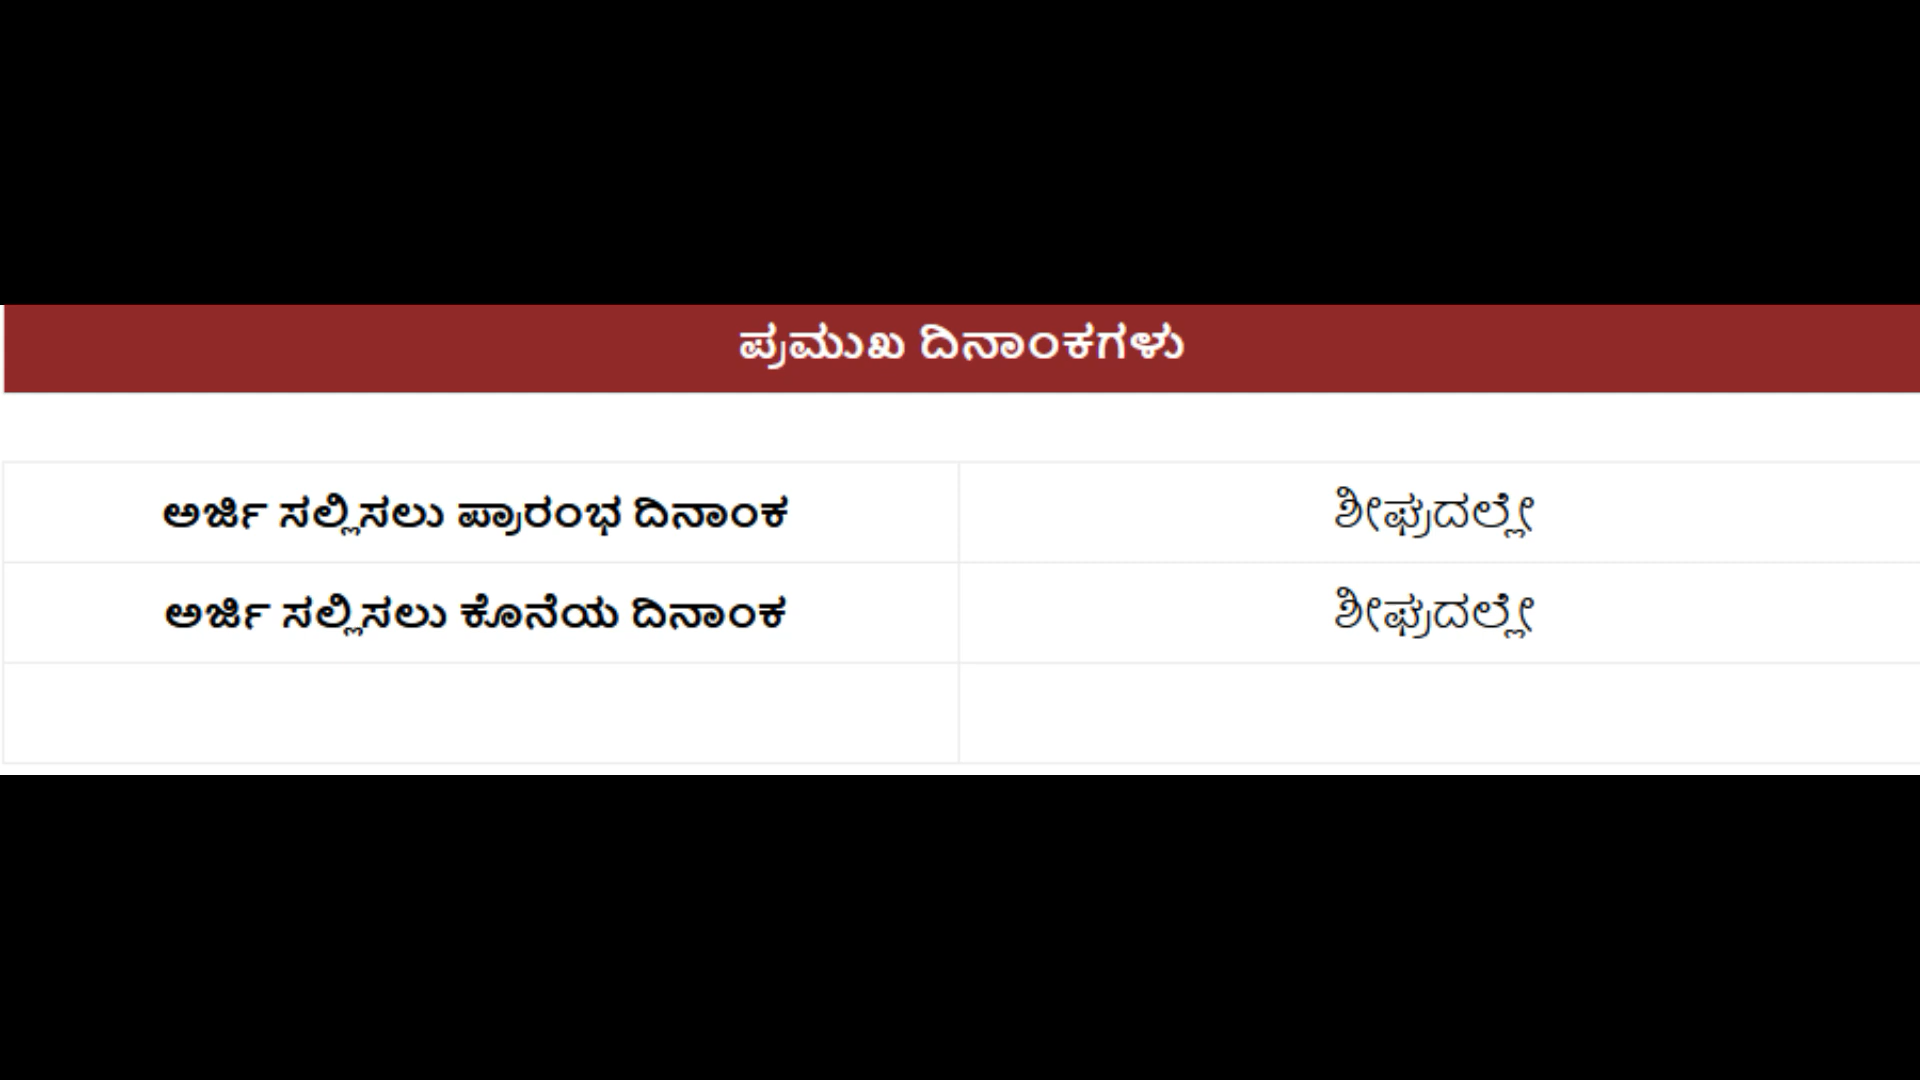 ಪ್ರಮುಖ ದಿನಾಂಕಗಳು
ಅರ್ಜಿ ಸಲ್ಲಿಸಲು ಪ್ರಾರಂಭ ದಿನಾಂಕ ಶೀಘ್ರದಲ್ಲೇ
ಅರ್ಜಿ ಸಲ್ಲಿಸಲು ಕೊನೆಯ ದಿನಾಂಕ ಶೀಘ್ರದಲ್ಲೇ